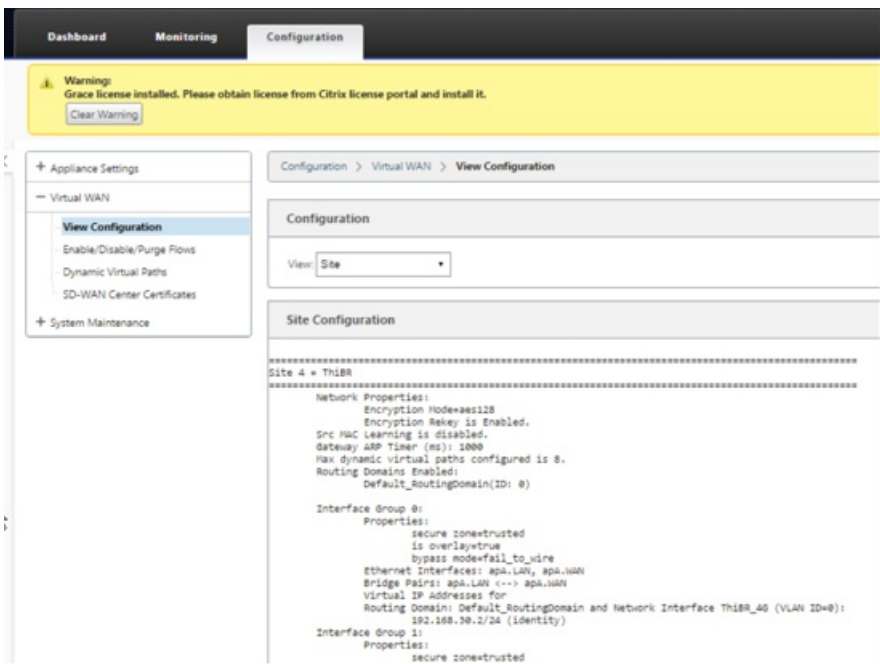 Dashboard Monitoring Configuration
Warning:
Grace license installed. Please obtain license from Citrix license portal and install it.
Clear Warning
+ Appliance Settings
− Virtual WAN
View Configuration
Enable/Disable/Purge Flows
Dynamic Virtual Paths
SD-WAN Center Certificates
+ System Maintenance
Configuration > Virtual WAN > View Configuration
Configuration
View: Site
Site Configuration
Site 4 = ThiBR
Network Properties:
Encryption Mode=aes128
Encryption Rekey is Enabled.
Src MAC Learning is disabled.
Gateway ARP Timer (ms): 1000
Max dynamic virtual paths configured is 8.
Routing Domains Enabled:
Default_RoutingDomain(ID: 0)
Interface Group 0:
Properties:
secure zone=trusted
is overlay=true
bypass mode=fail_to_wire
Ethernet Interfaces: apA.LAN, apA.WAN
Bridge Pairs: apA.LAN <--> apA.WAN
Virtual IP Addresses for
Routing Domain: Default_RoutingDomain and Network Interface ThiBR_4G (VLAN ID=0):
192.168.30.2/24 (identity)
Interface Group 1:
Properties:
secure zone=trusted